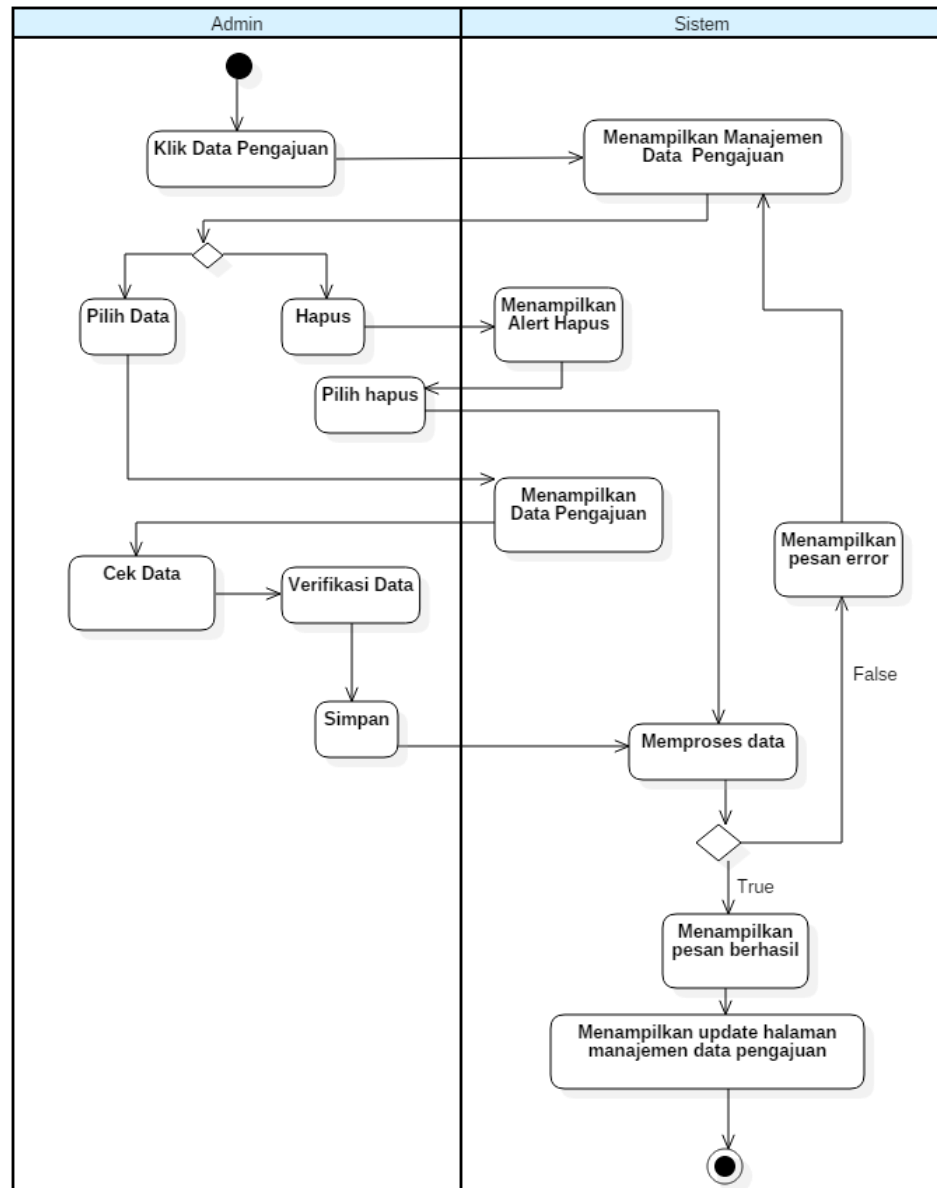 Admin
Sistem
Klik Data Pengajuan
Menampilkan Manajemen
Data Pengajuan
Pilih Data
Hapus
Menampilkan
Alert Hapus
Pilih hapus
Menampilkan
Data Pengajuan
Cek Data
Verifikasi Data
Menampilkan
pesan error
False
Simpan
Memproses data
True
Menampilkan
pesan berhasil
Menampilkan update halaman
manajemen data pengajuan